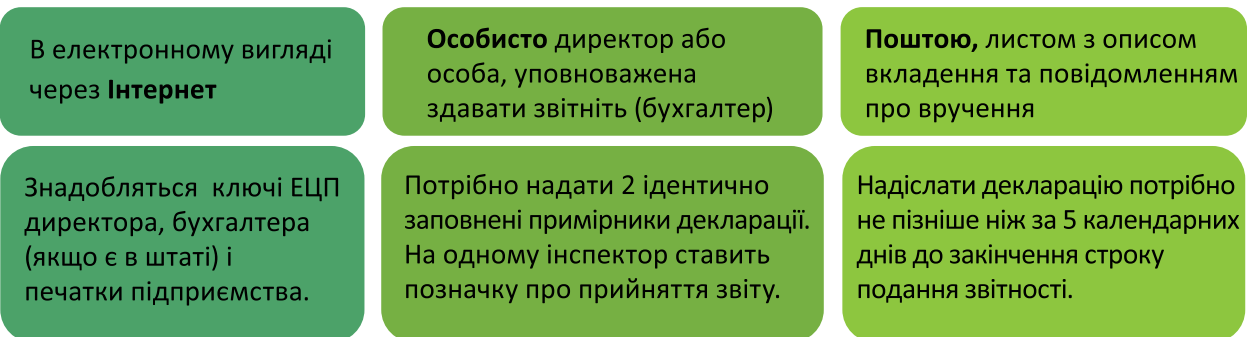 В електронному вигляді
через Інтернет
Особисто директор або
особа, уповноважена
здавати звітніть (бухгалтер)
Поштою, листом з описом
вкладення та повідомленням
про вручення
Знадобляться ключі ЕЦП
директора, бухгалтера
(якщо є в штаті) і
печатки підприємства.
Потрібно надати 2 ідентично
заповнені примірники декларації.
На одному інспектор ставить
позначку про прийняття звіту.
Надіслати декларацію потрібно
не пізніше ніж за 5 календарних
днів до закінчення строку
подання звітності.